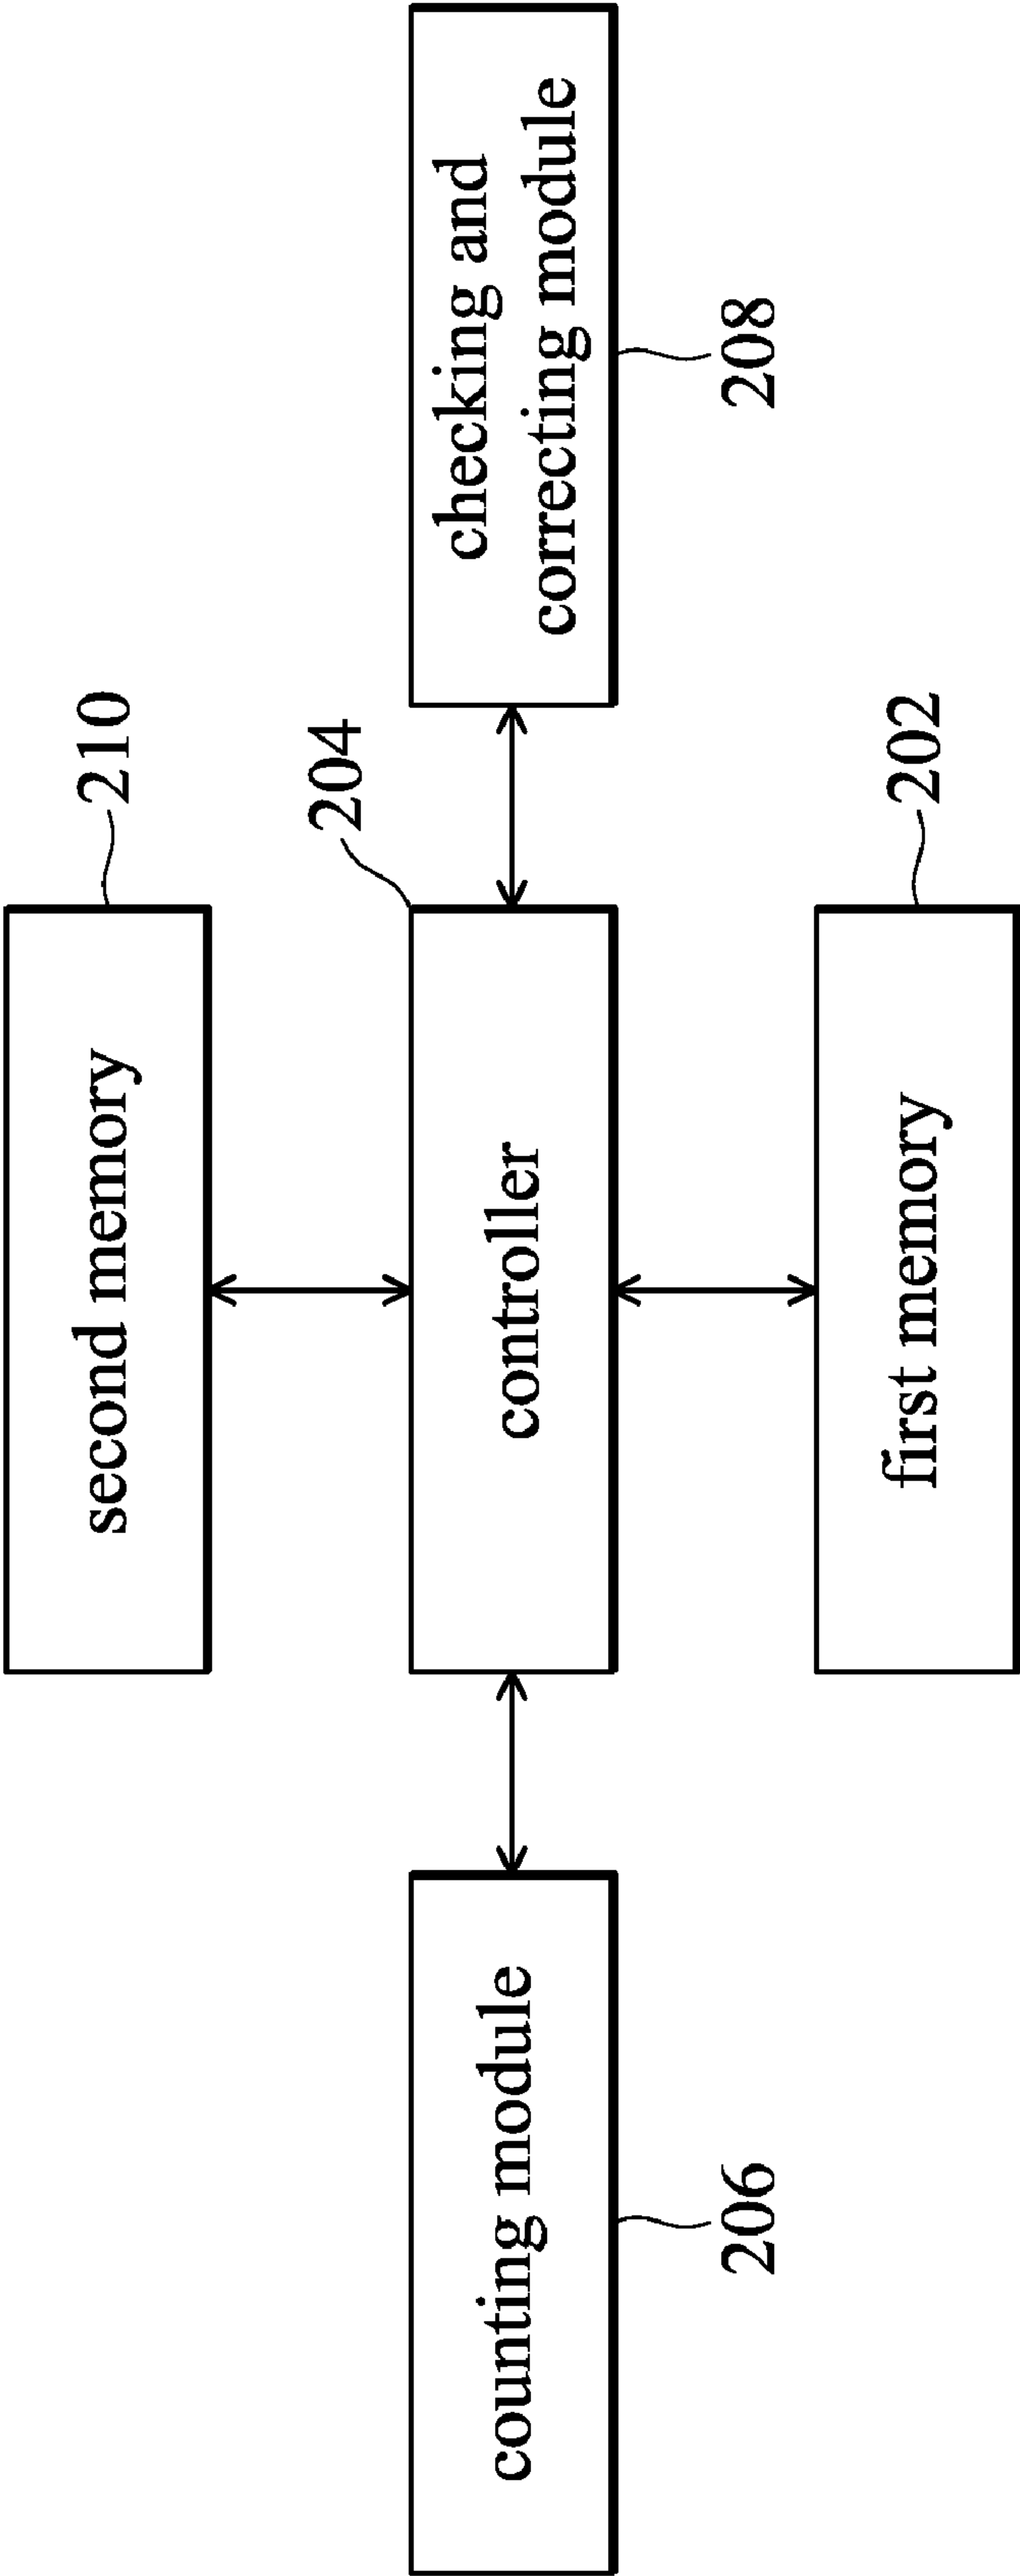 second memory
210
204
counting module
206
controller
checking and
correcting module
208
first memory
202